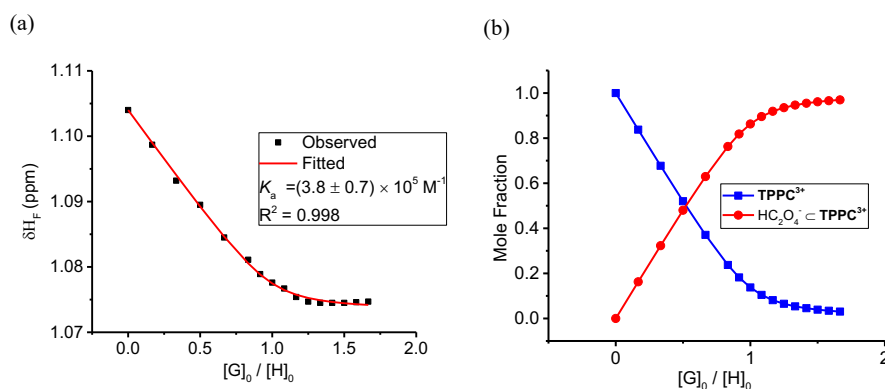 (a)
1.11
1.10
1.09
1.08
1.07
δH_F (ppm)
Observed
Fitted
K_a =(3.8 ± 0.7) × 10^5 M^-1
R^2 = 0.998
0.0 0.5 1.0 1.5 2.0
[G]_0 / [H]_0
(b)
1.0
0.8
0.6
0.4
0.2
0.0
Mole Fraction
TPPC^3+
HC_2O_4^- ⊂ TPPC^3+
0 1 2
[G]_0 / [H]_0